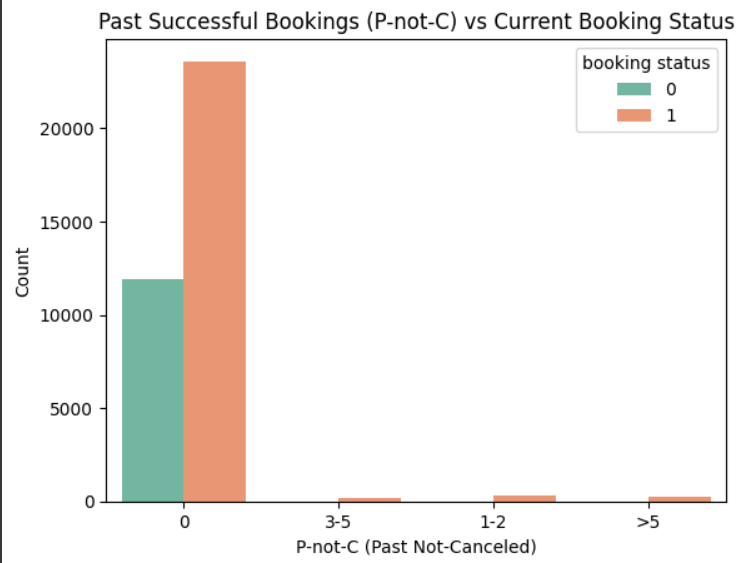 Past Successful Bookings (P-not-C) vs Current Booking Status
booking status
0
1
20000
15000
10000
5000
0
Count
0 3-5 1-2 >5
P-not-C (Past Not-Canceled)